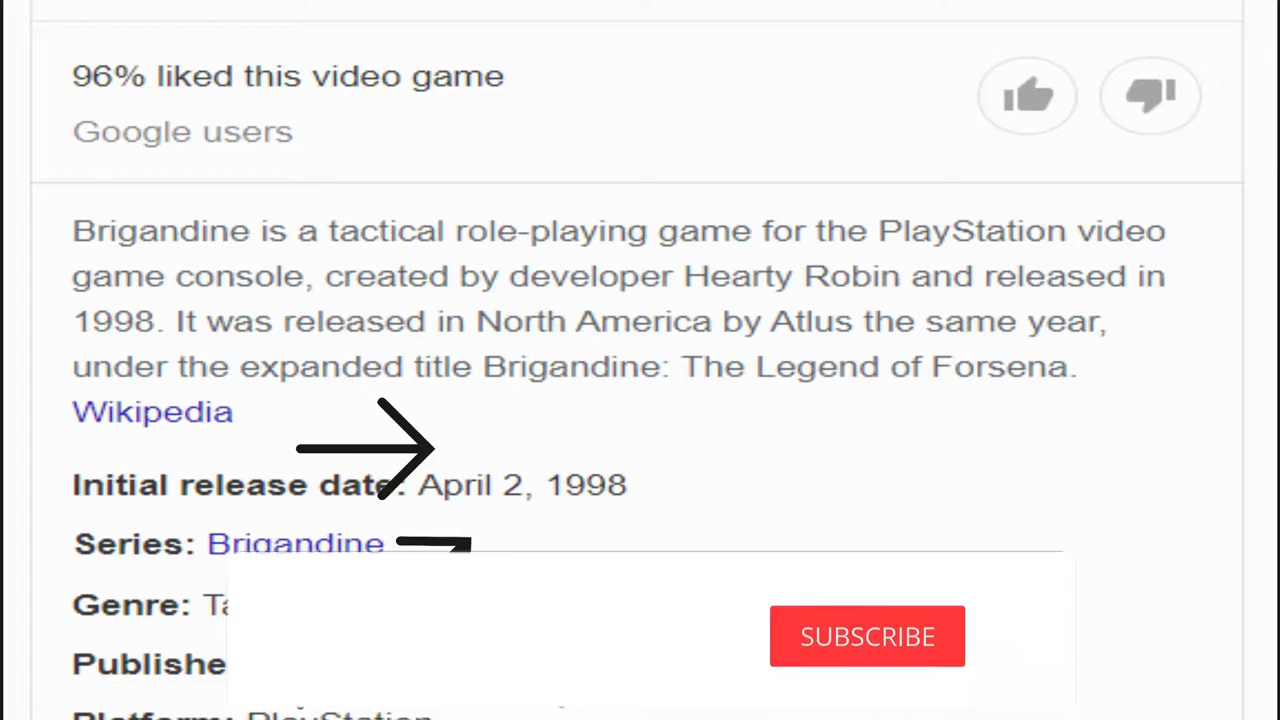 96% liked this video game
Google users
Brigandine is a tactical role-playing game for the PlayStation video
game console, created by developer Hearty Robin and released in
1998. It was released in North America by Atlus the same year,
under the expanded title Brigandine: The Legend of Forsena.
Wikipedia
Initial release date: April 2, 1998
Series: Brigandine
Genre:
SUBSCRIBE
Platform: PlayStation